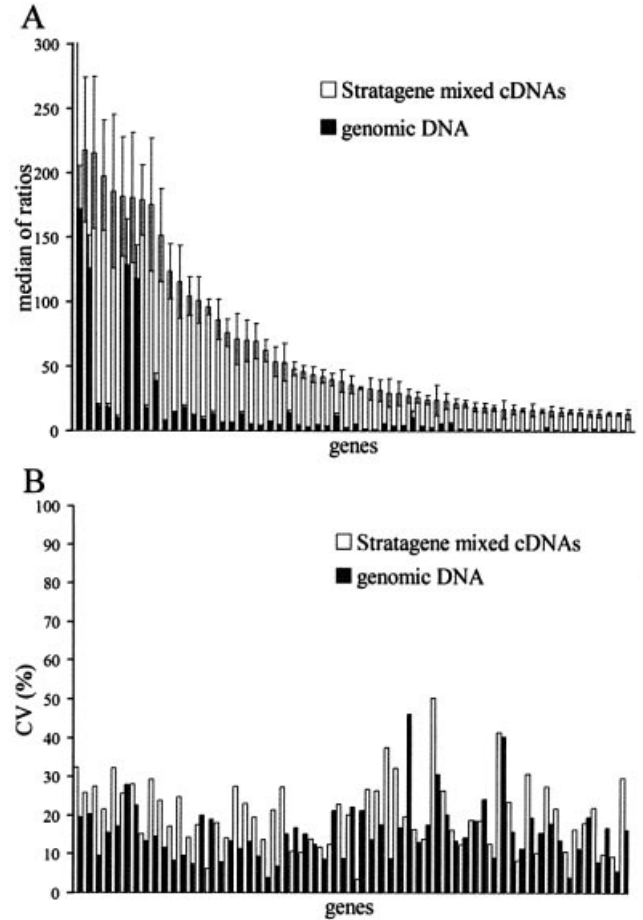 A
300
250
200
150
100
50
0
median of ratios
Stratagene mixed cDNAs
genomic DNA
genes
B
100
90
80
70
60
50
40
30
20
10
0
CV (%)
Stratagene mixed cDNAs
genomic DNA
genes